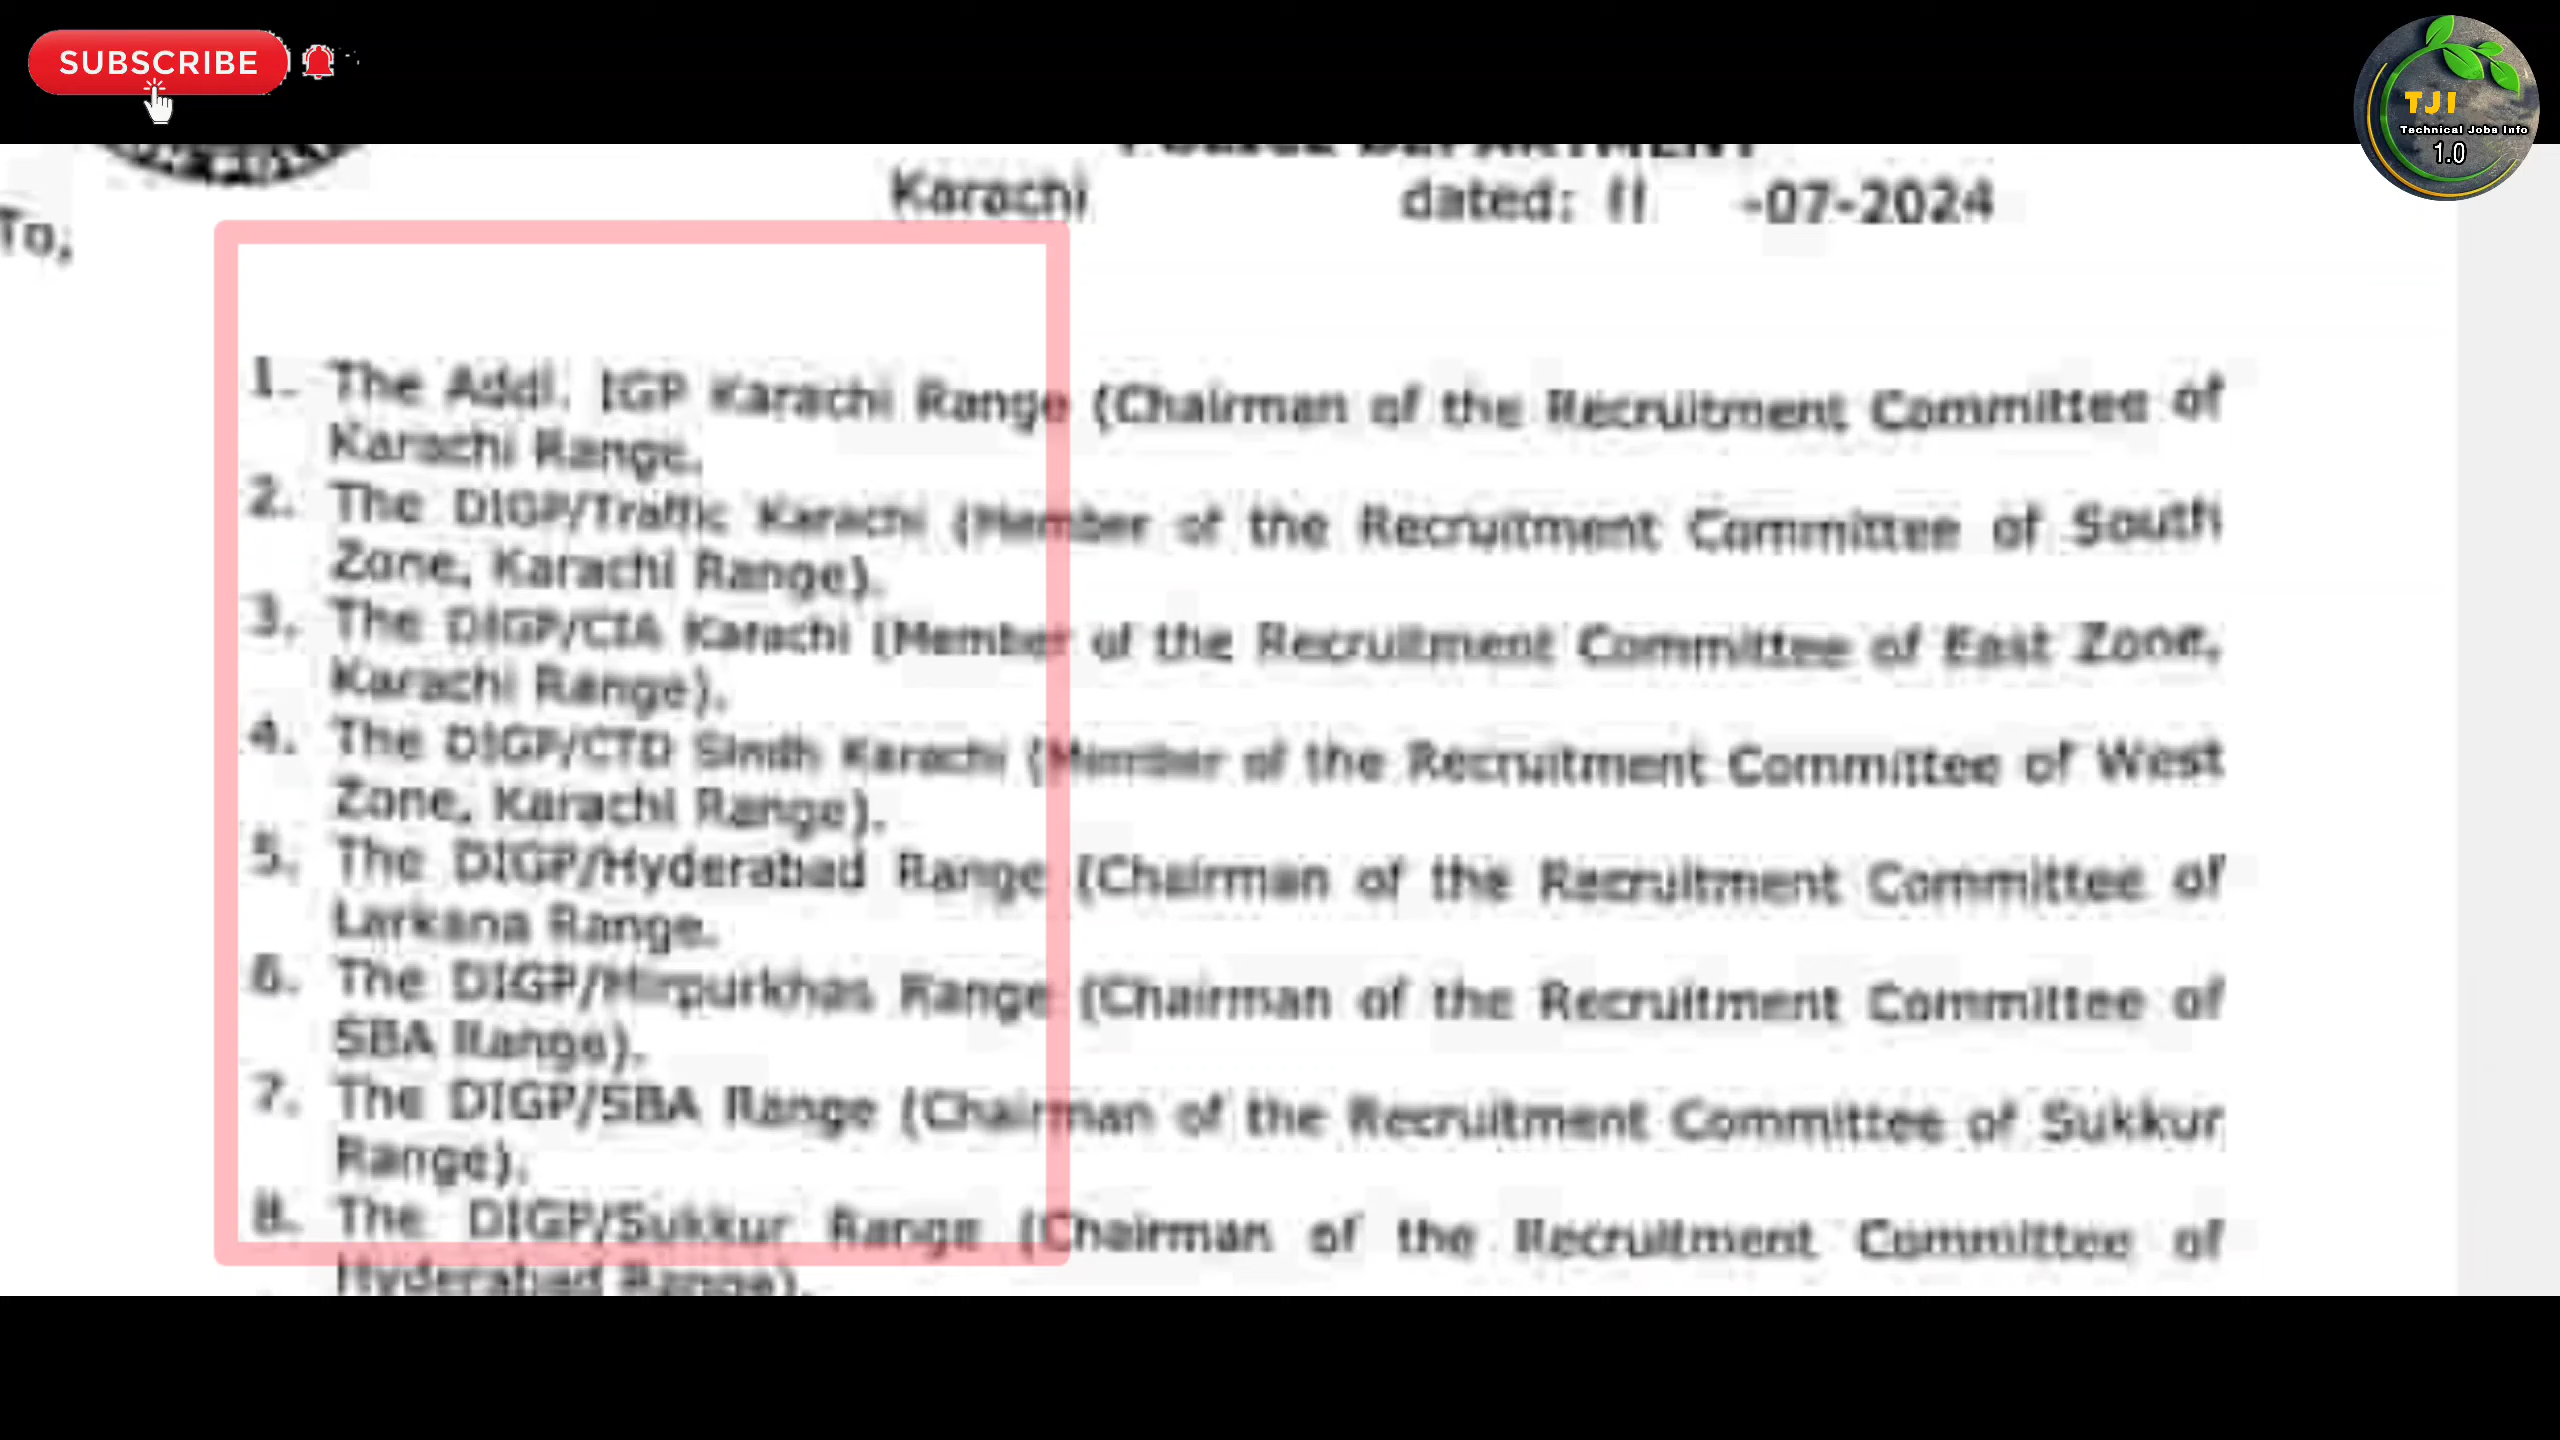 SUBSCRIBE
TJI
Technical Jobs Info
1.0
POLICE DEPARTMENT
Karachi dated: 11 -07-2024
To,
1. The Addl. IGP Karachi Range (Chairman of the Recruitment Committee of
Karachi Range.
2. The DIGP/Traffic Karachi (Member of the Recruitment Committee of South
Zone, Karachi Range).
3. The DIGP/CIA Karachi (Member of the Recruitment Committee of East Zone,
Karachi Range).
4. The DIGP/CTD Sindh Karachi (Member of the Recruitment Committee of West
Zone, Karachi Range).
5. The DIGP/Hyderabad Range (Chairman of the Recruitment Committee of
Larkana Range.
6. The DIGP/Mirpurkhas Range (Chairman of the Recruitment Committee of
SBA Range).
7. The DIGP/SBA Range (Chairman of the Recruitment Committee of Sukkur
Range).
8. The DIGP/Sukkur Range (Chairman of the Recruitment Committee of
Hyderabad Range).